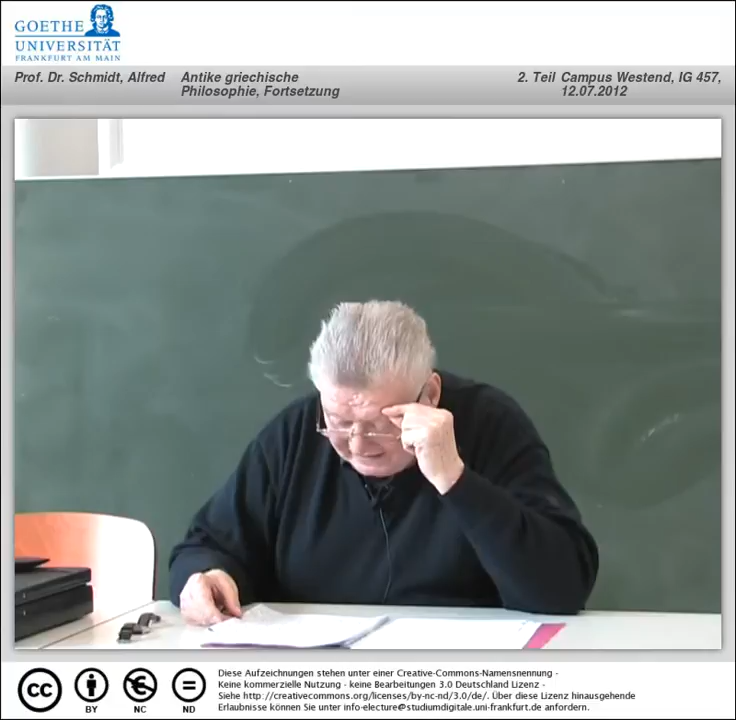 GOETHE
UNIVERSITÄT
FRANKFURT AM MAIN
Prof. Dr. Schmidt, Alfred Antike griechische 2. Teil Campus Westend, IG 457,
Philosophie, Fortsetzung 12.07.2012
cc
BY NC ND
Diese Aufzeichnungen stehen unter einer Creative-Commons-Namensnennung -
Keine kommerzielle Nutzung - keine Bearbeitungen 3.0 Deutschland Lizenz -
Siehe http://creativecommons.org/licenses/by-nc-nd/3.0/de/. Über diese Lizenz hinausgehende
Erlaubnisse können Sie unter info-electure@studiumdigitale.uni-frankfurt.de anfordern.